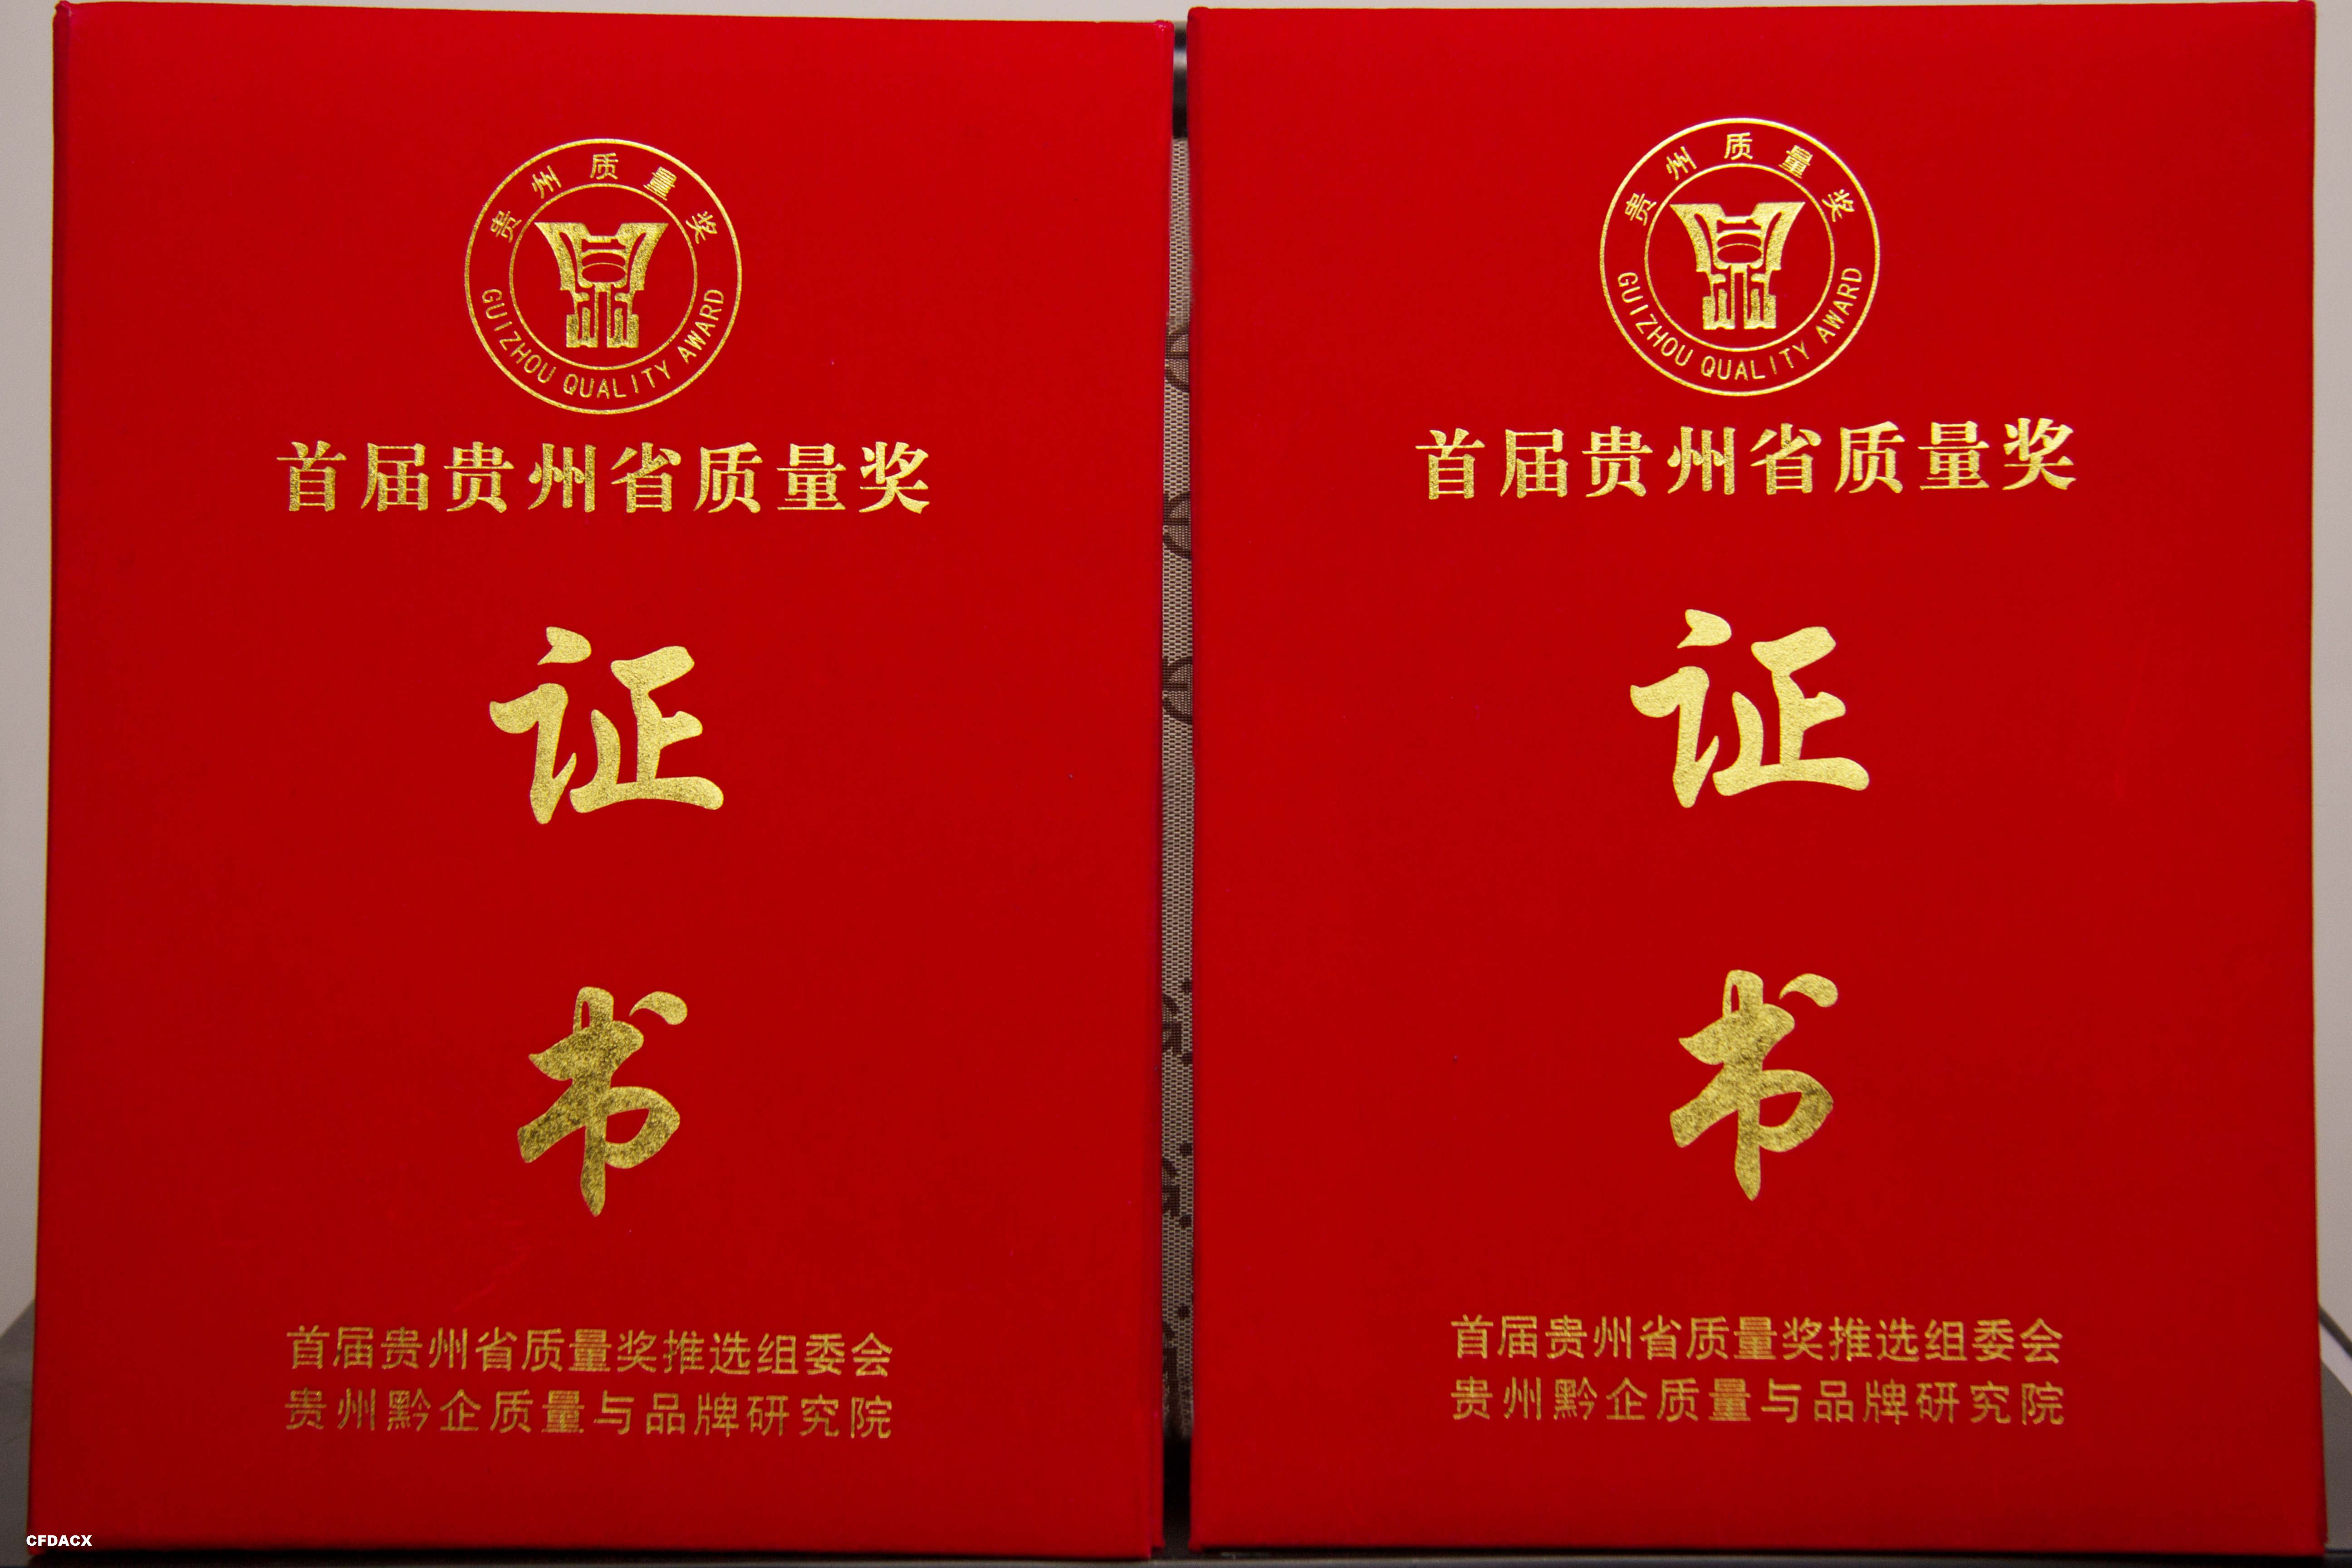 贵州质量奖
GUIZHOU QUALITY AWARD
首届贵州省质量奖
证
书
首届贵州省质量奖推选组委会
贵州黔企质量与品牌研究院
贵州质量奖
GUIZHOU QUALITY AWARD
首届贵州省质量奖
证
书
首届贵州省质量奖推选组委会
贵州黔企质量与品牌研究院
CFDACX